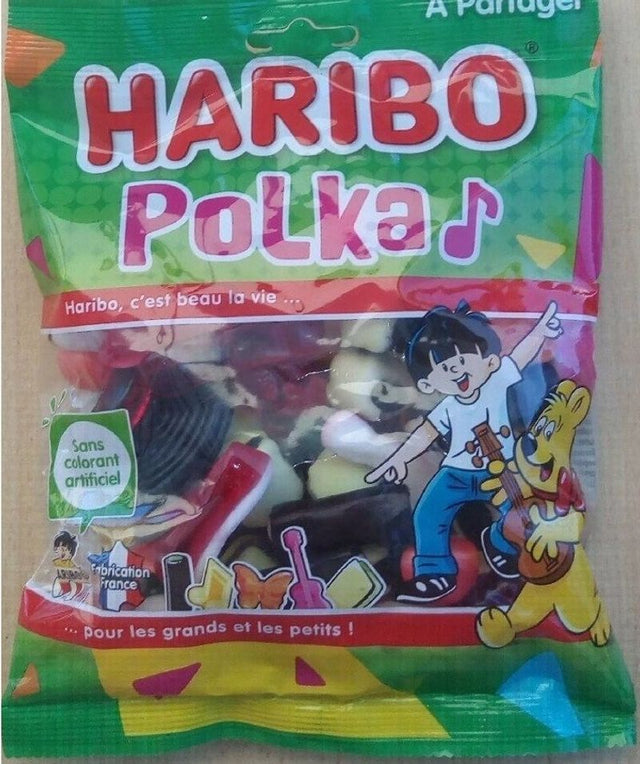 A Partager
HARIBO®
PoLka♪
Haribo, c'est beau la vie ...
Sans
colorant
artificiel
HARIBO
Fabrication
France
... pour les grands et les petits !